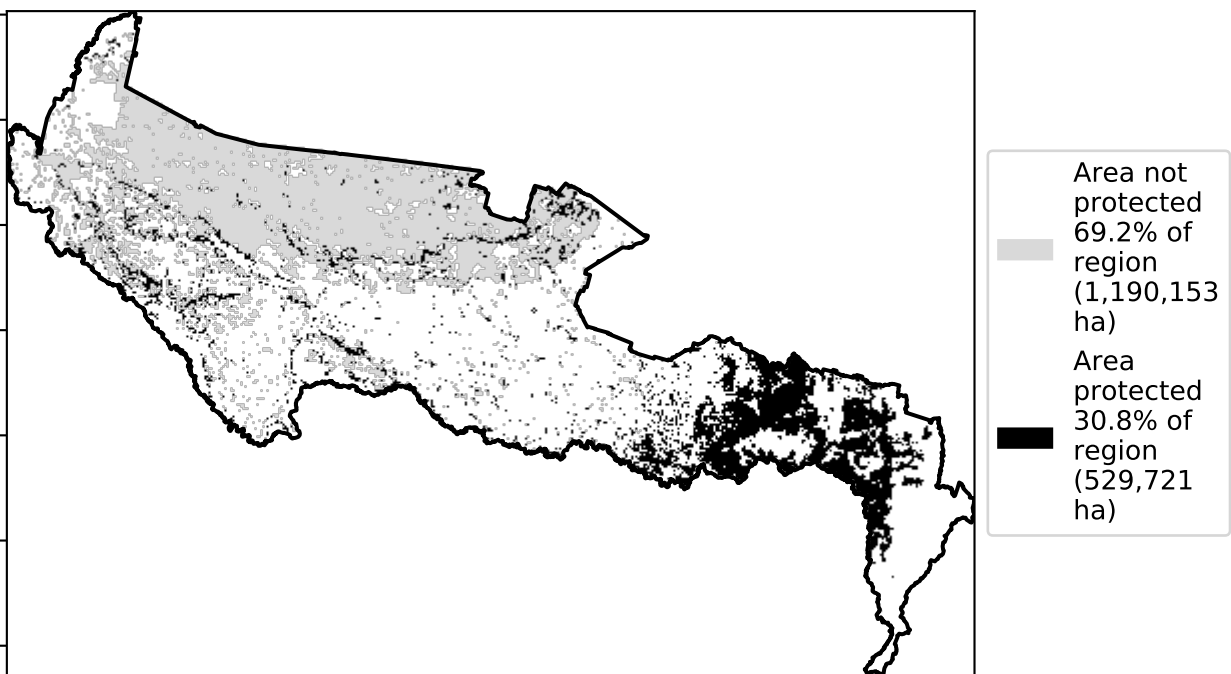 Area not
protected
69.2% of
region
(1,190,153
ha)
Area
protected
30.8% of
region
(529,721
ha)